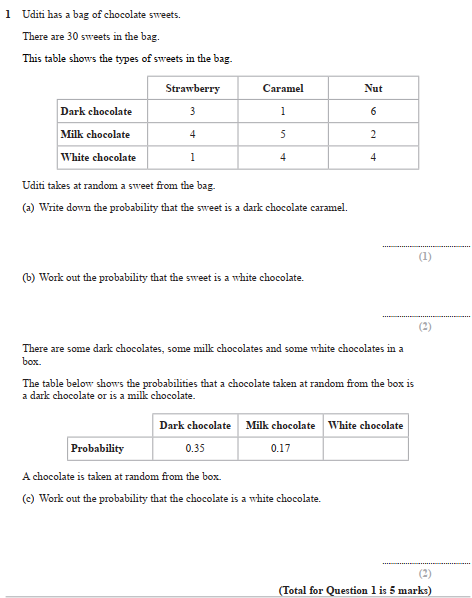 1 Uditi has a bag of chocolate sweets.
There are 30 sweets in the bag.
This table shows the types of sweets in the bag.
Strawberry Caramel Nut
Dark chocolate 3 1 6
Milk chocolate 4 5 2
White chocolate 1 4 4
Uditi takes at random a sweet from the bag.
(a) Write down the probability that the sweet is a dark chocolate caramel.
(1)
(b) Work out the probability that the sweet is a white chocolate.
(2)
There are some dark chocolates, some milk chocolates and some white chocolates in a
box.
The table below shows the probabilities that a chocolate taken at random from the box is
a dark chocolate or is a milk chocolate.
Dark chocolate Milk chocolate White chocolate
Probability 0.35 0.17
A chocolate is taken at random from the box.
(c) Work out the probability that the chocolate is a white chocolate.
(2)
(Total for Question 1 is 5 marks)